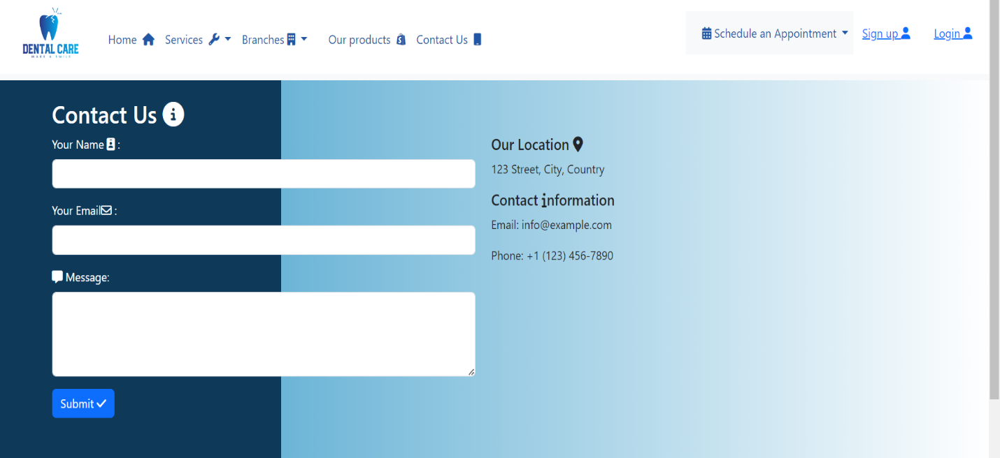 DENTAL CARE
MAKE A SMILE
Home Services Branches Our products Contact Us
Schedule an Appointment Sign up Login
Contact Us
Your Name :
Your Email :
Message:
Submit
Our Location
123 Street, City, Country
Contact information
Email: info@example.com
Phone: +1 (123) 456-7890